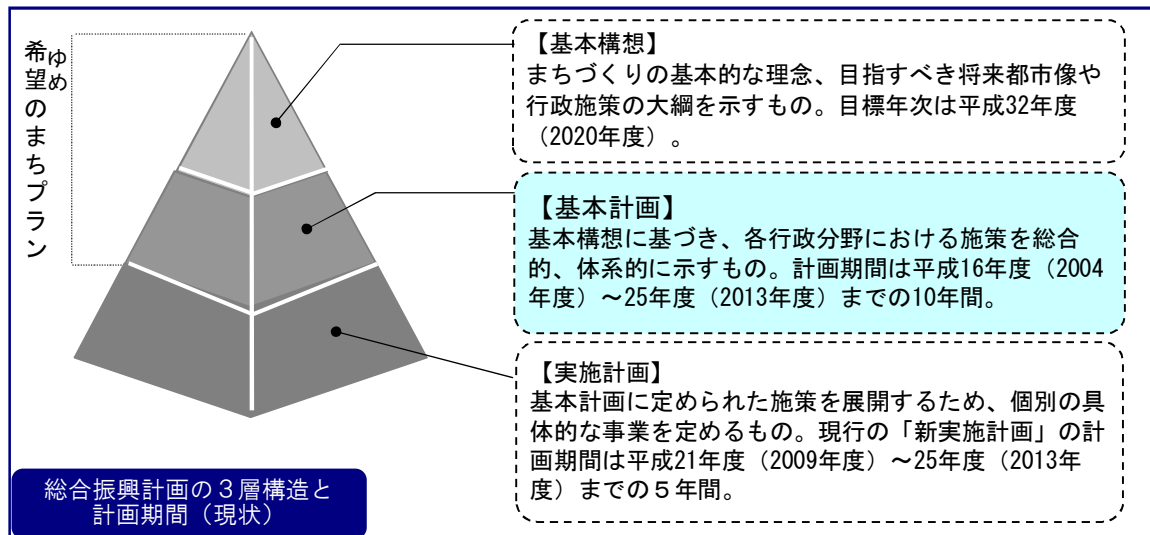 希望のまちプラン
ゆめ
【基本構想】
まちづくりの基本的な理念、目指すべき将来都市像や
行政施策の大綱を示すもの。目標年次は平成32年度
（2020年度）。
【基本計画】
基本構想に基づき、各行政分野における施策を総合
的、体系的に示すもの。計画期間は平成16年度（2004
年度）～25年度（2013年度）までの10年間。
【実施計画】
基本計画に定められた施策を展開するため、個別の具
体的な事業を定めるもの。現行の「新実施計画」の計
画期間は平成21年度（2009年度）～25年度（2013年
度）までの５年間。
総合振興計画の３層構造と
計画期間（現状）